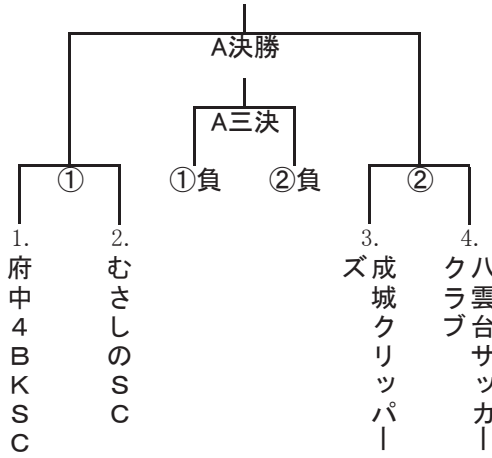 A決勝
A三決
①
①負
②負
②
1.
府中4BKSC
2.
むさしのSC
3.
成城クリッパー
ズ
4.
八雲台サッカー
クラブ